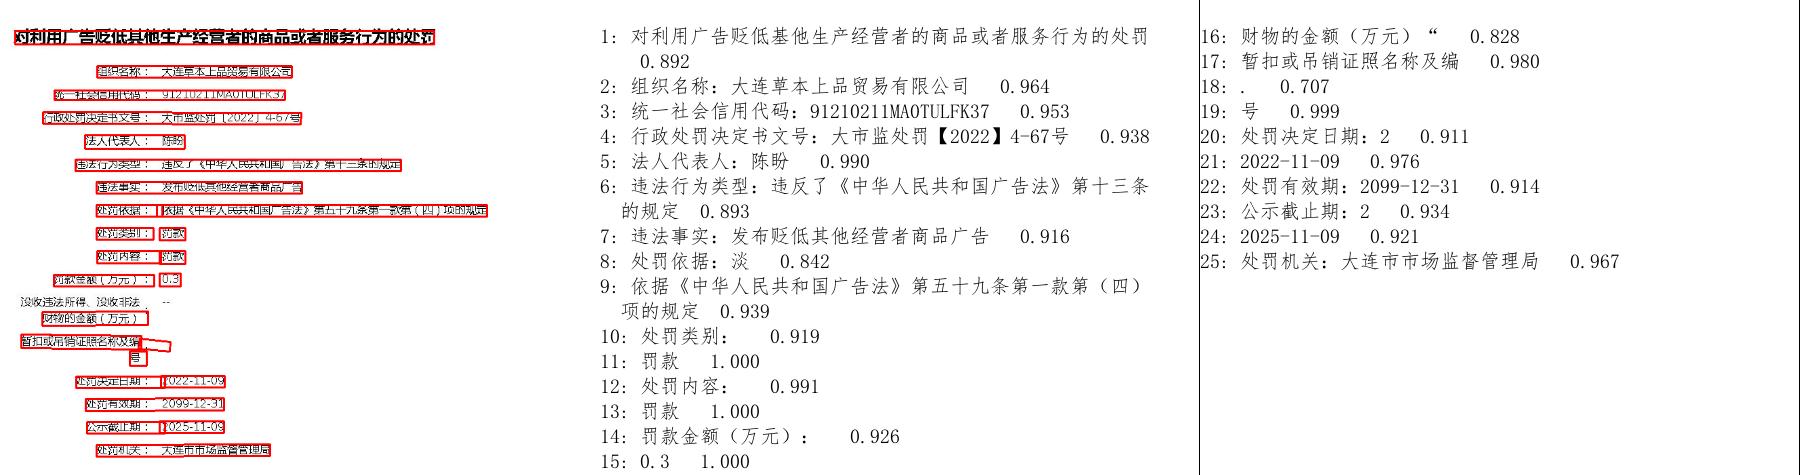 对利用广告贬低其他生产经营者的商品或者服务行为的处罚
组织名称： 大连草本上品贸易有限公司
统一社会信用代码： 91210211MA0TULFK37
行政处罚决定书文号： 大市监处罚〔2022〕4-67号
法人代表人： 陈盼
违法行为类型： 违反了《中华人民共和国广告法》第十三条的规定
违法事实： 发布贬低其他经营者商品广告
处罚依据： 依据《中华人民共和国广告法》第五十九条第一款第（四）项的规定
处罚类别： 罚款
处罚内容： 罚款
罚款金额（万元）： 0.3
没收违法所得、没收非法 --
财物的金额（万元）
暂扣或吊销证照名称及编
号
处罚决定日期： 2022-11-09
处罚有效期： 2099-12-31
公示截止期： 2025-11-09
处罚机关： 大连市市场监督管理局
1: 对利用广告贬低基他生产经营者的商品或者服务行为的处罚
0.892
2: 组织名称：大连草本上品贸易有限公司 0.964
3: 统一社会信用代码：91210211MA0TULFK37 0.953
4: 行政处罚决定书文号：大市监处罚【2022】4-67号 0.938
5: 法人代表人：陈盼 0.990
6: 违法行为类型：违反了《中华人民共和国广告法》第十三条
的规定 0.893
7: 违法事实：发布贬低其他经营者商品广告 0.916
8: 处罚依据：淡 0.842
9: 依据《中华人民共和国广告法》第五十九条第一款第（四）
项的规定 0.939
10: 处罚类别： 0.919
11: 罚款 1.000
12: 处罚内容： 0.991
13: 罚款 1.000
14: 罚款金额（万元）： 0.926
15: 0.3 1.000
16: 财物的金额（万元）“ 0.828
17: 暂扣或吊销证照名称及编 0.980
18: . 0.707
19: 号 0.999
20: 处罚决定日期：2 0.911
21: 2022-11-09 0.976
22: 处罚有效期：2099-12-31 0.914
23: 公示截止期：2 0.934
24: 2025-11-09 0.921
25: 处罚机关：大连市市场监督管理局 0.967